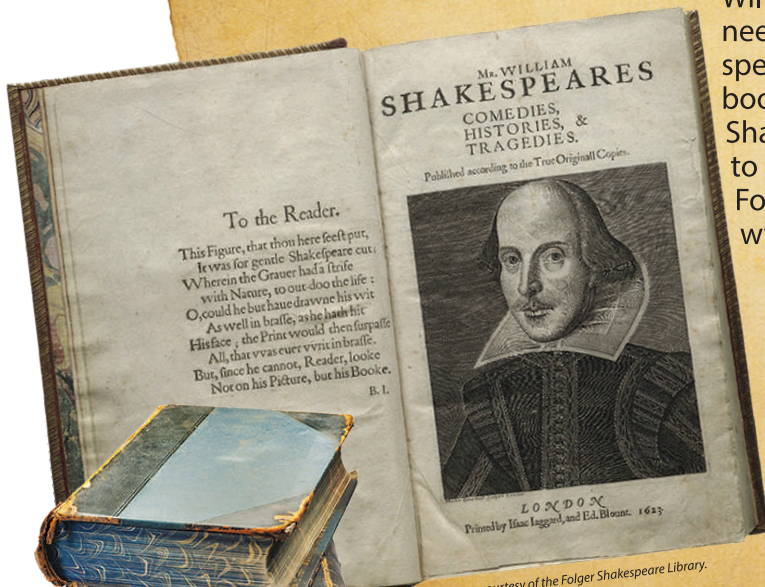 To the Reader.
This Figure, that thou here seest put,
It was for gentle Shakespeare cut;
Wherein the Grauer had a strife
with Nature, to out-doo the life :
O, could he but haue drawne his wit
As well in brasse, as he hath hit
His face ; the Print would then surpasse
All, that vvas euer vvrit in brasse.
But, since he cannot, Reader, looke
Not on his Picture, but his Booke.
B. I.
Mr. WILLIAM
SHAKESPEARES
COMEDIES,
HISTORIES, &
TRAGEDIES.
Published according to the True Originall Copies.
LONDON
Printed by Isaac Iaggard, and Ed. Blount. 1623.
to
of the Folger Shakespeare Library.